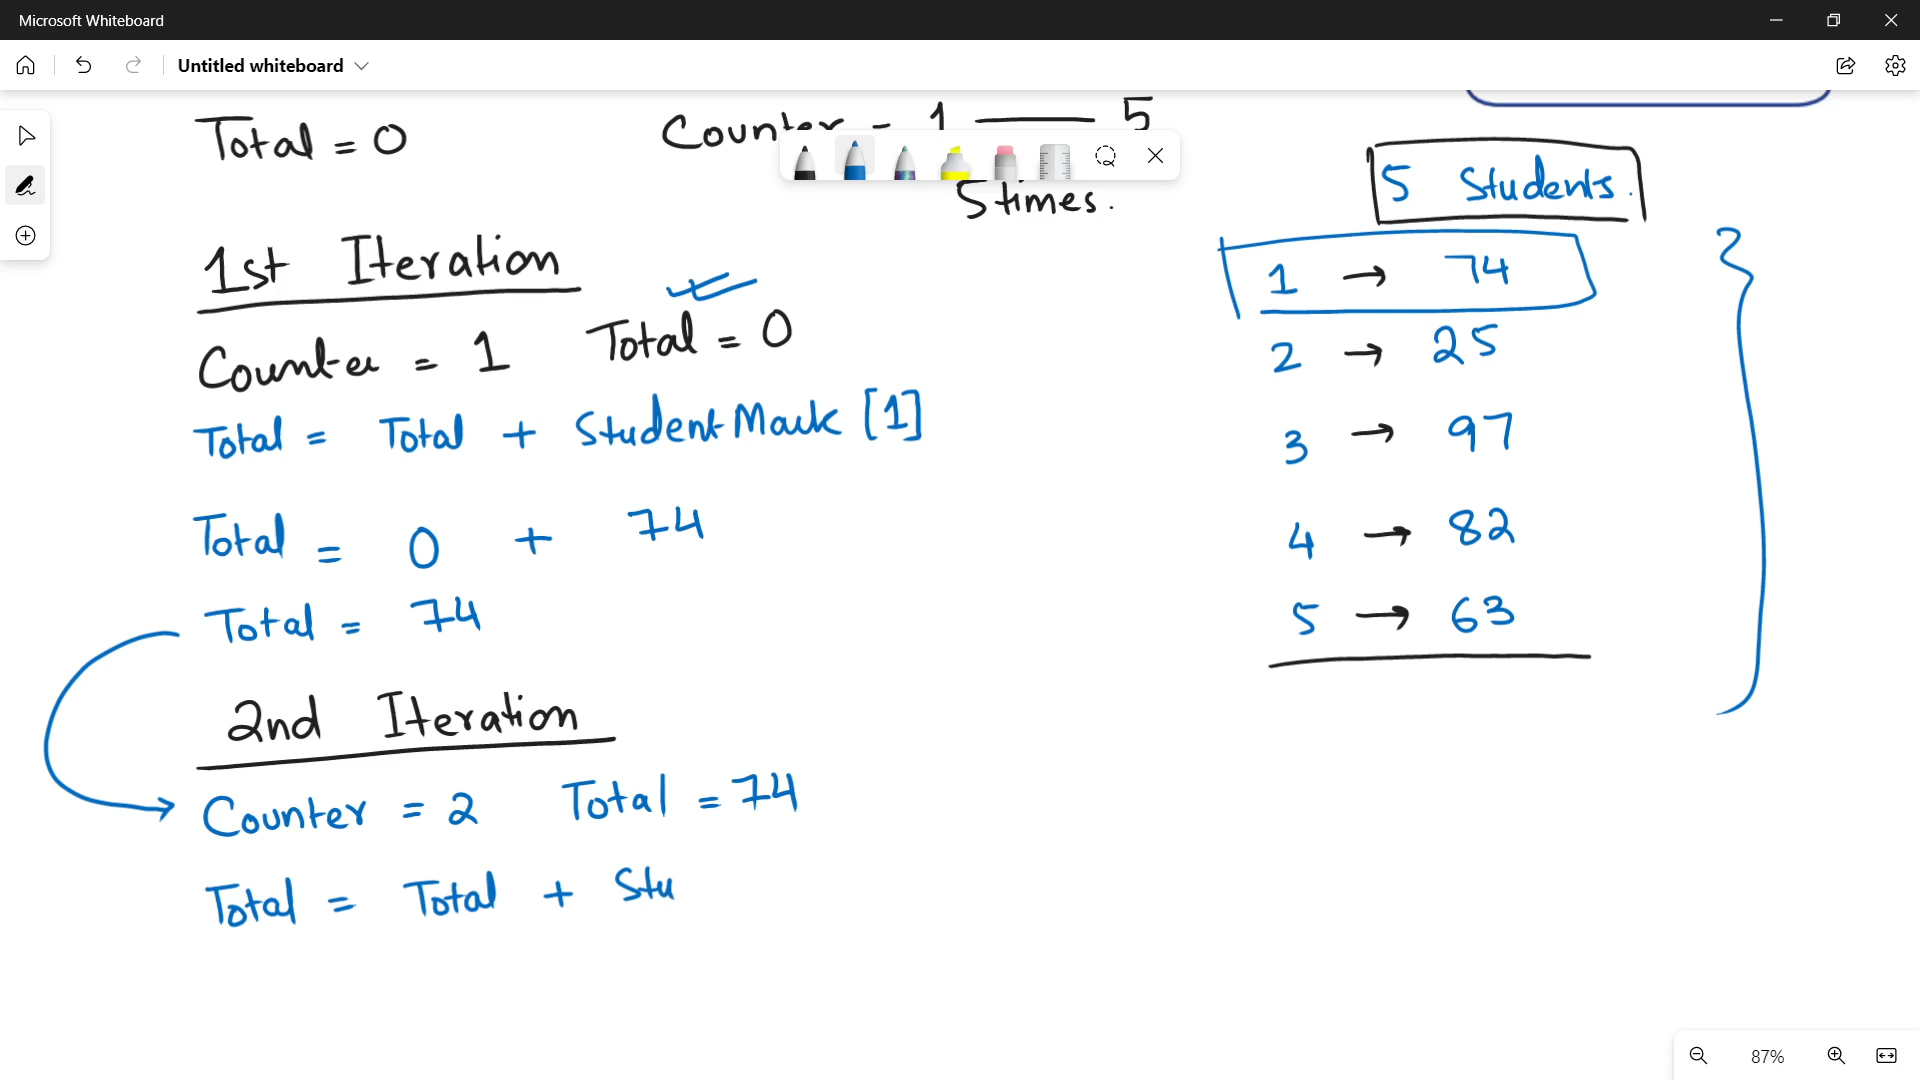 Microsoft Whiteboard
Untitled whiteboard
Total = 0
Counter = 1 — 5
5 times.
1st Iteration
Counter = 1 Total = 0
Total = Total + StudentMark [1]
Total = 0 + 74
Total = 74
2nd Iteration
Counter = 2 Total = 74
Total = Total + Stu
5 Students.
1 → 74
2 → 25
3 → 97
4 → 82
5 → 63
87%